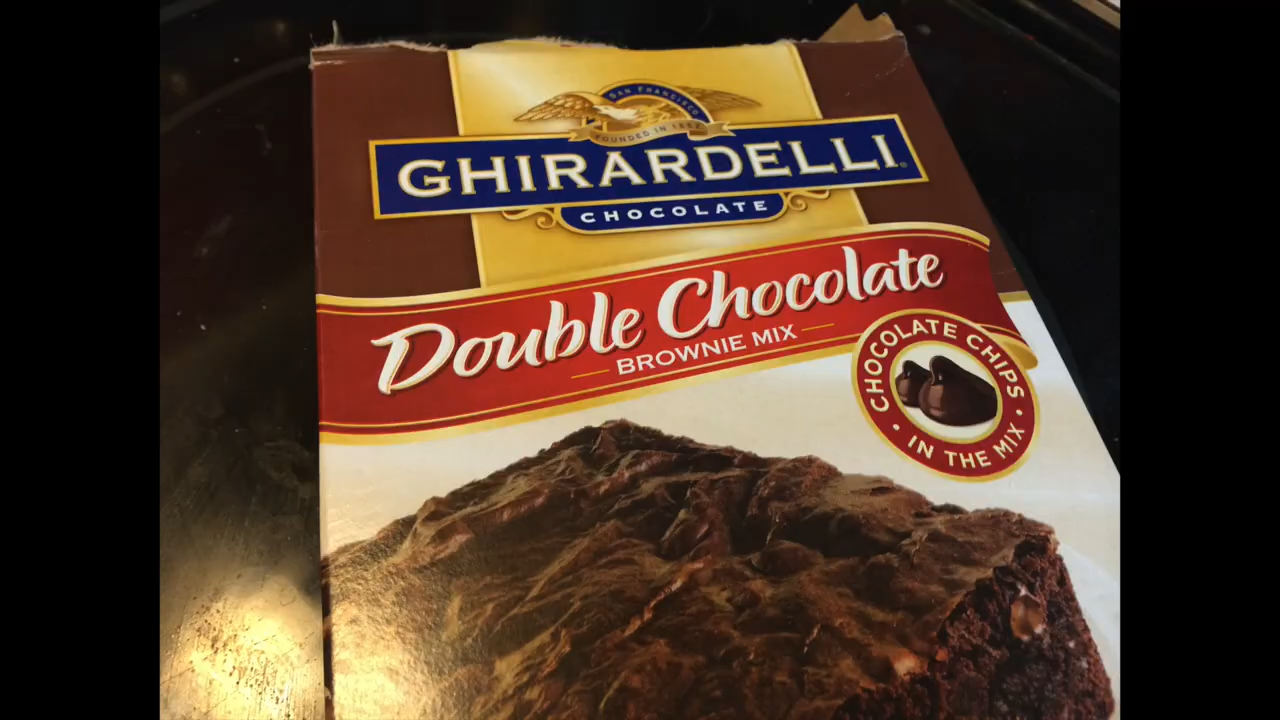 SAN FRANCISCO
FOUNDED IN 1852
GHIRARDELLI®
CHOCOLATE
Double Chocolate
BROWNIE MIX
CHOCOLATE CHIPS
• IN THE MIX •